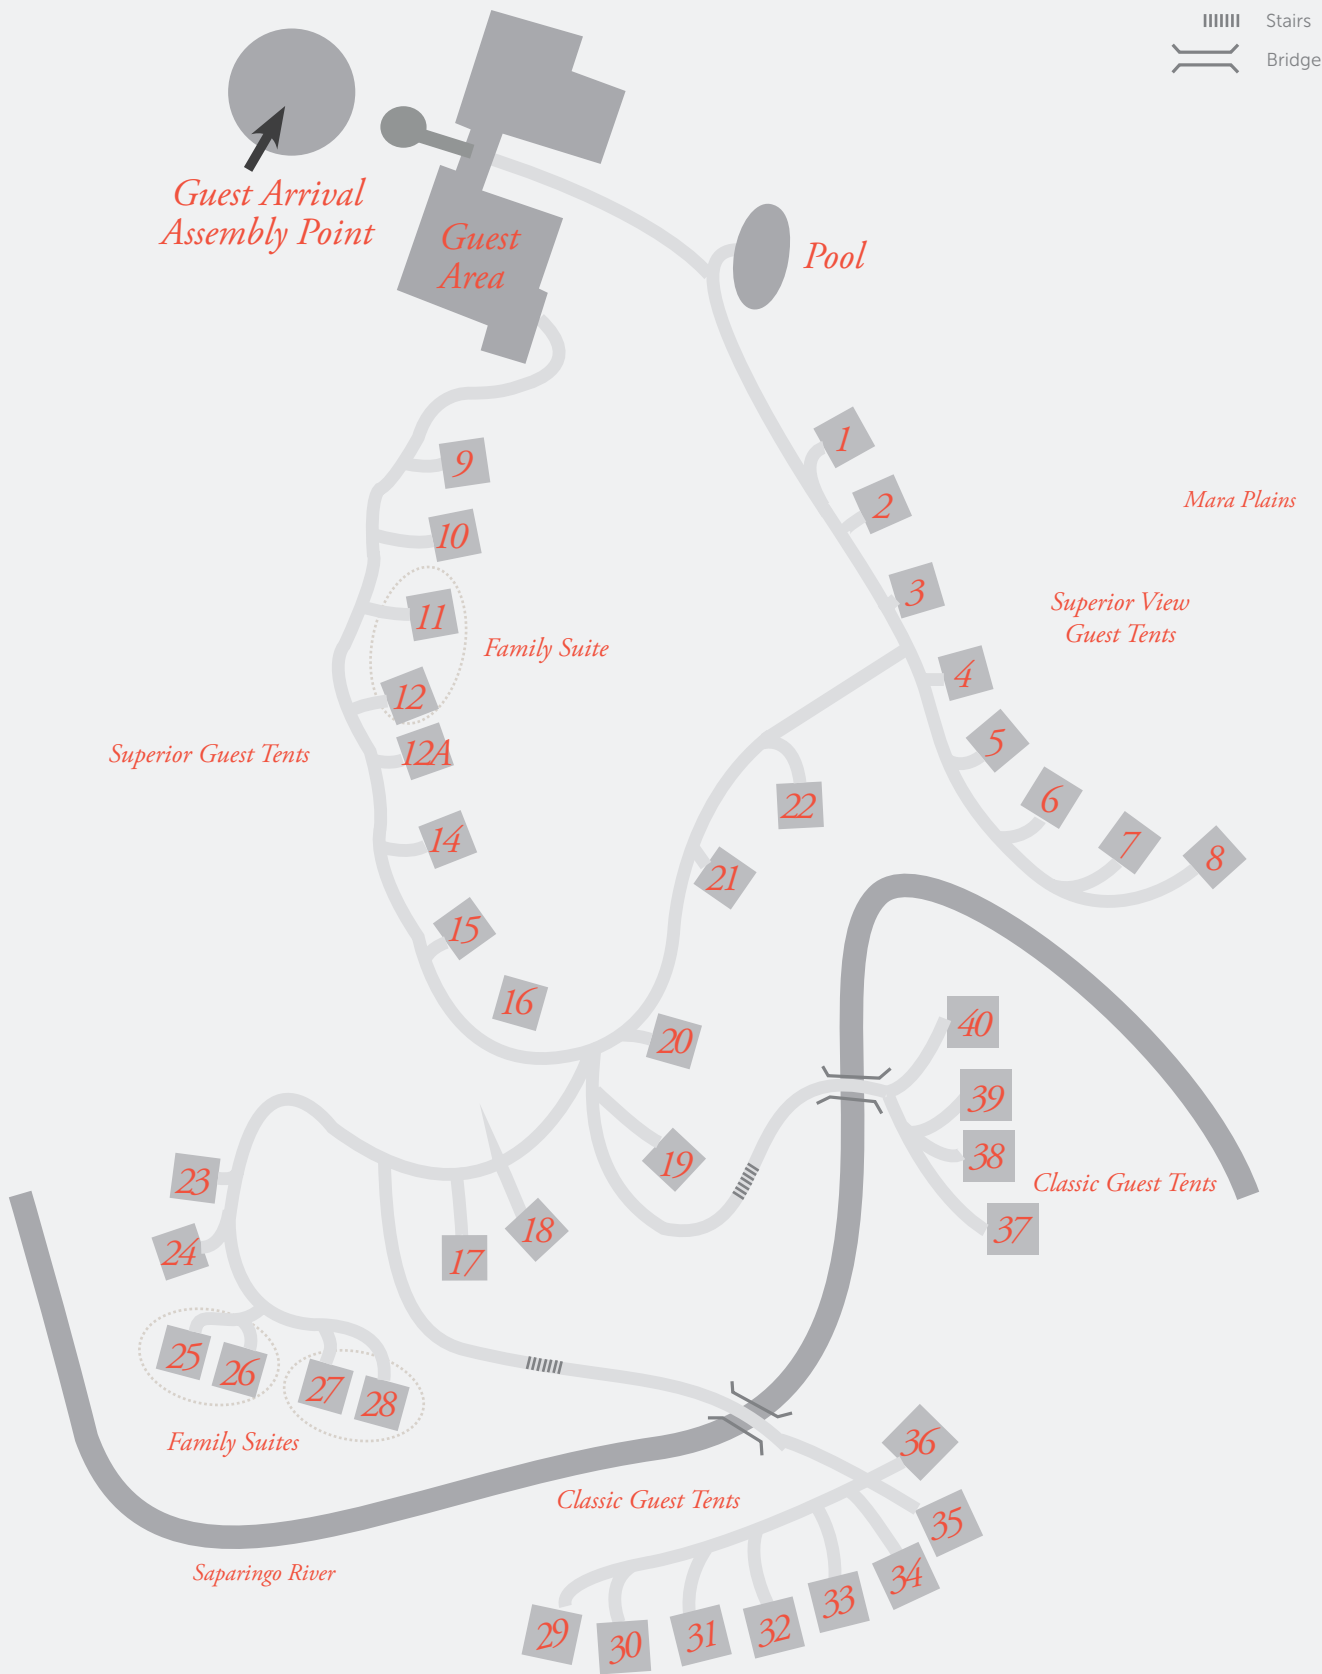 Stairs
Bridge
Guest Arrival
Assembly Point
Guest
Area
Pool
1
2
3
4
5
6
7
8
Mara Plains
Superior View
Guest Tents
9
10
11
12
Family Suite
12A
14
15
16
Superior Guest Tents
22
21
20
19
18
17
23
24
25
26
27
28
Family Suites
40
39
38
37
Classic Guest Tents
Classic Guest Tents
36
35
34
33
32
31
30
29
Saparingo River